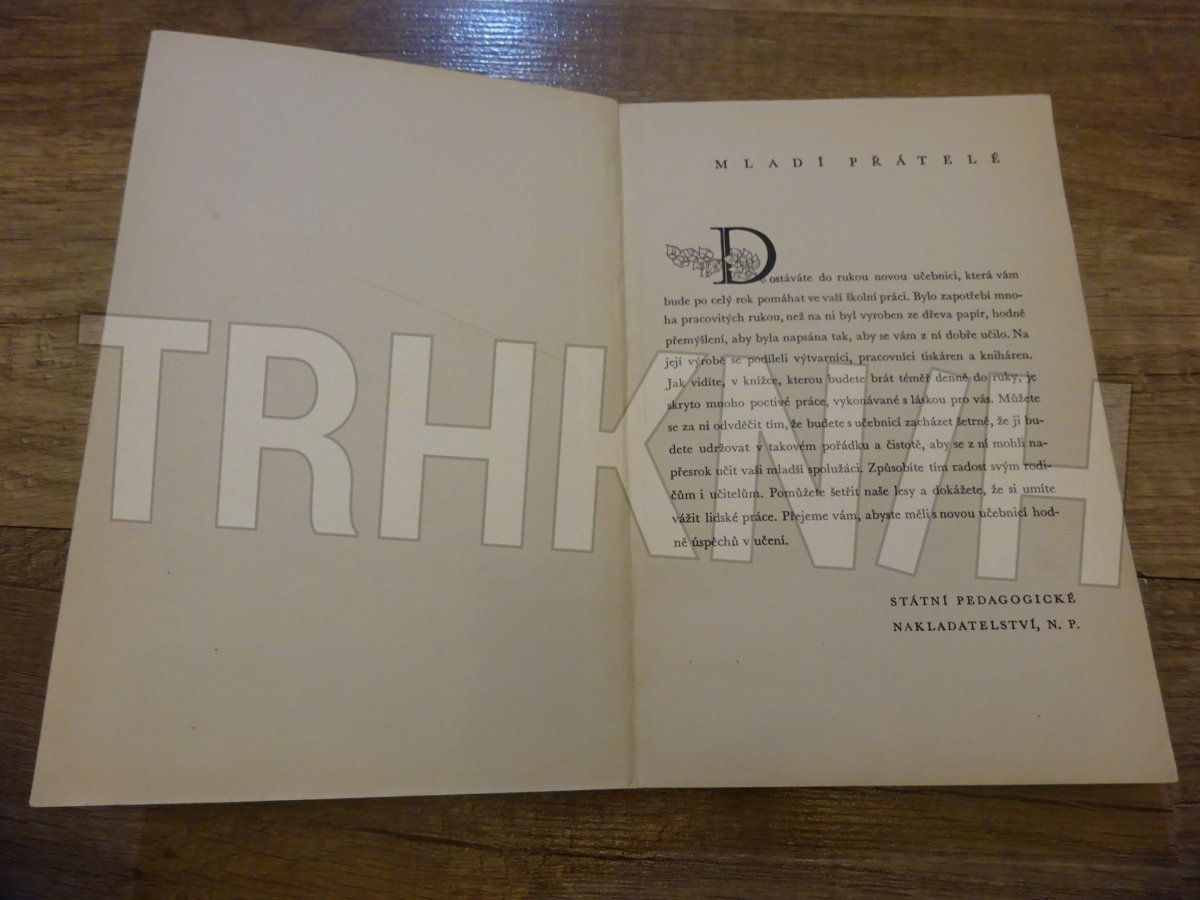 MLADÍ PŘÁTELÉ
Dostáváte do rukou novou učebnici, která vám
bude po celý rok pomáhat ve vaší školní práci. Bylo zapotřebí mno-
ha pracovitých rukou, než na ni byl vyroben ze dřeva papír, hodně
přemýšlení, aby byla napsána tak, aby se vám z ní dobře učilo. Na
její výrobě se podíleli výtvarníci, pracovníci tiskáren a knihařen.
Jak vidíte, v knížce, kterou budete brát téměř denně do ruky, je
skryto mnoho poctivé práce, vykonávané s láskou pro vás. Můžete
se za ni odvděčit tím, že budete s učebnicí zacházet šetrně, že ji bu-
dete udržovat v takovém pořádku a čistotě, aby se z ní mohli na-
přesrok učit vaši mladší spolužáci. Způsobíte tím radost svým rodi-
čům i učitelům. Pomůžete šetřit naše lesy a dokážete, že si umíte
vážit lidské práce. Přejeme vám, abyste měli s novou učebnicí hod-
ně úspěchů v učení.
STÁTNÍ PEDAGOGICKÉ
NAKLADATELSTVÍ, N. P.
TRHKNIH